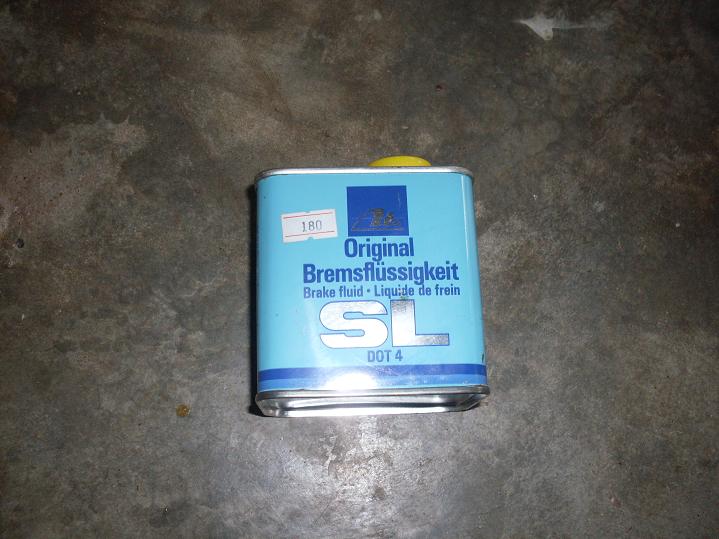 180
Original
Bremsflüssigkeit
Brake fluid • Liquide de frein
SL
DOT 4